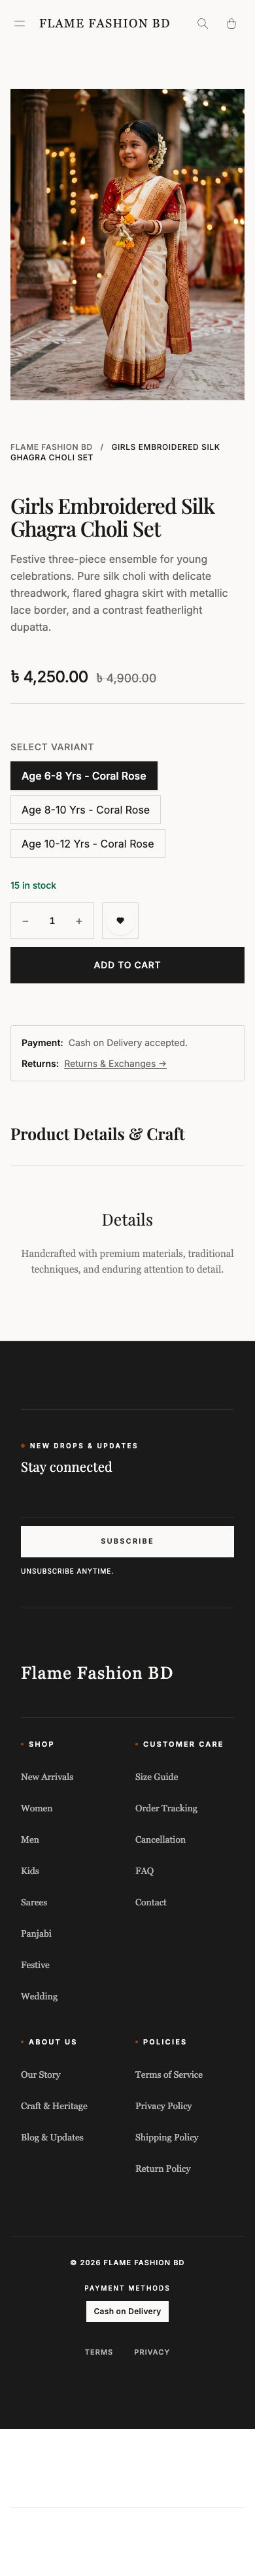 FLAME FASHION BD
FLAME FASHION BD / GIRLS EMBROIDERED SILK
GHAGRA CHOLI SET
Girls Embroidered Silk
Ghagra Choli Set
Festive three-piece ensemble for young
celebrations. Pure silk choli with delicate
threadwork, flared ghagra skirt with metallic
lace border, and a contrast featherlight
dupatta.
৳ 4,250.00 ৳ 4,900.00
SELECT VARIANT
Age 6-8 Yrs - Coral Rose
Age 8-10 Yrs - Coral Rose
Age 10-12 Yrs - Coral Rose
15 in stock
− 1 +
ADD TO CART
Payment: Cash on Delivery accepted.
Returns: Returns & Exchanges →
Product Details & Craft
Details
Handcrafted with premium materials, traditional
techniques, and enduring attention to detail.
NEW DROPS & UPDATES
Stay connected
SUBSCRIBE
UNSUBSCRIBE ANYTIME.
Flame Fashion BD
SHOP
New Arrivals
Women
Men
Kids
Sarees
Panjabi
Festive
Wedding
CUSTOMER CARE
Size Guide
Order Tracking
Cancellation
FAQ
Contact
ABOUT US
Our Story
Craft & Heritage
Blog & Updates
POLICIES
Terms of Service
Privacy Policy
Shipping Policy
Return Policy
© 2026 FLAME FASHION BD
PAYMENT METHODS
Cash on Delivery
TERMS PRIVACY